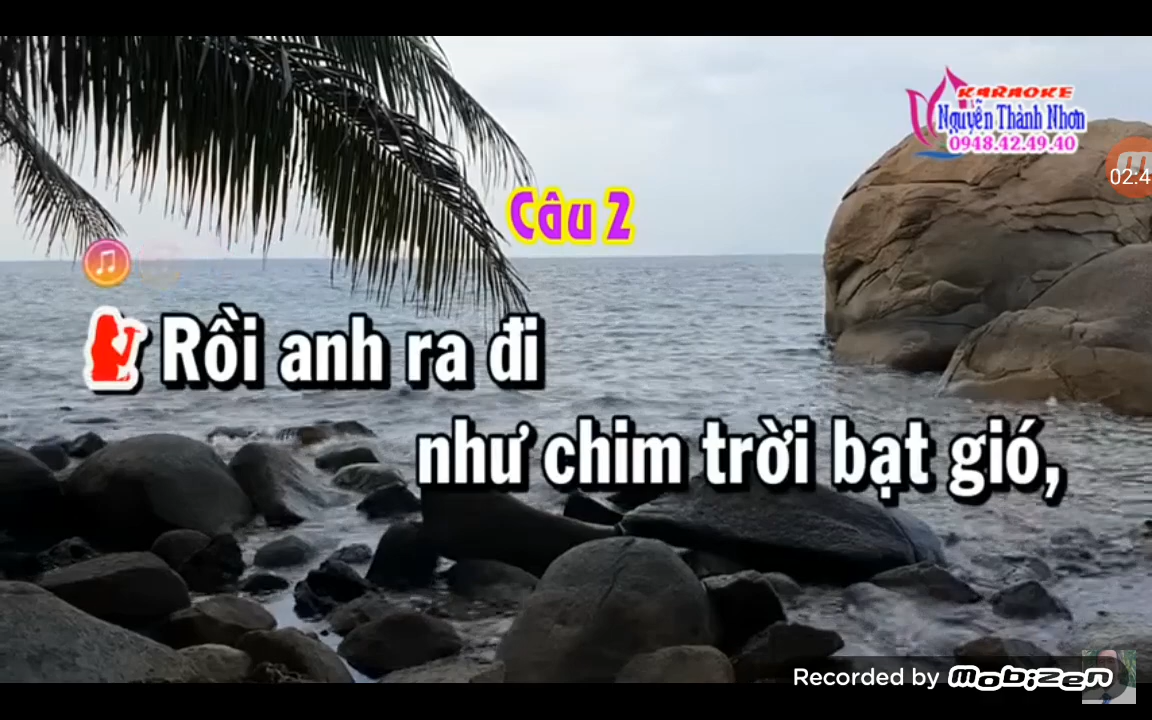 KARAOKE
Nguyễn Thành Nhơn
0948.42.49.40
02:4
Câu 2
Rồi anh ra đi
như chim trời bạt gió,
Recorded by MOBIZEN